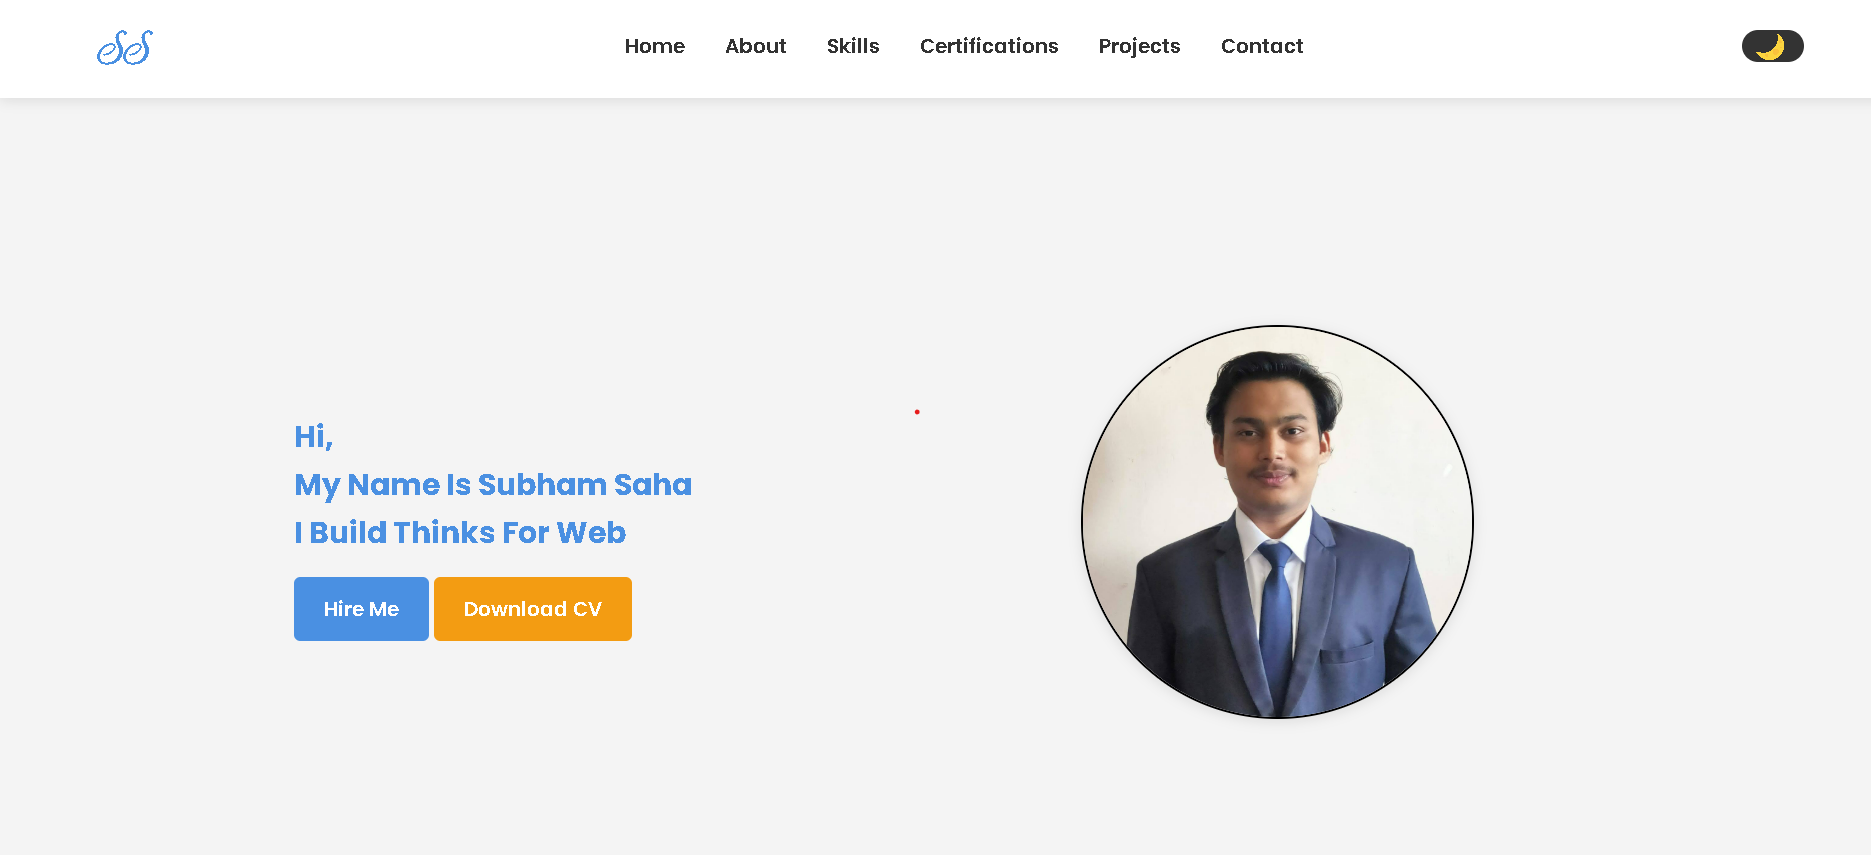 SS
Home About Skills Certifications Projects Contact
Hi,
My Name Is Subham Saha
I Build Thinks For Web
Hire Me Download CV